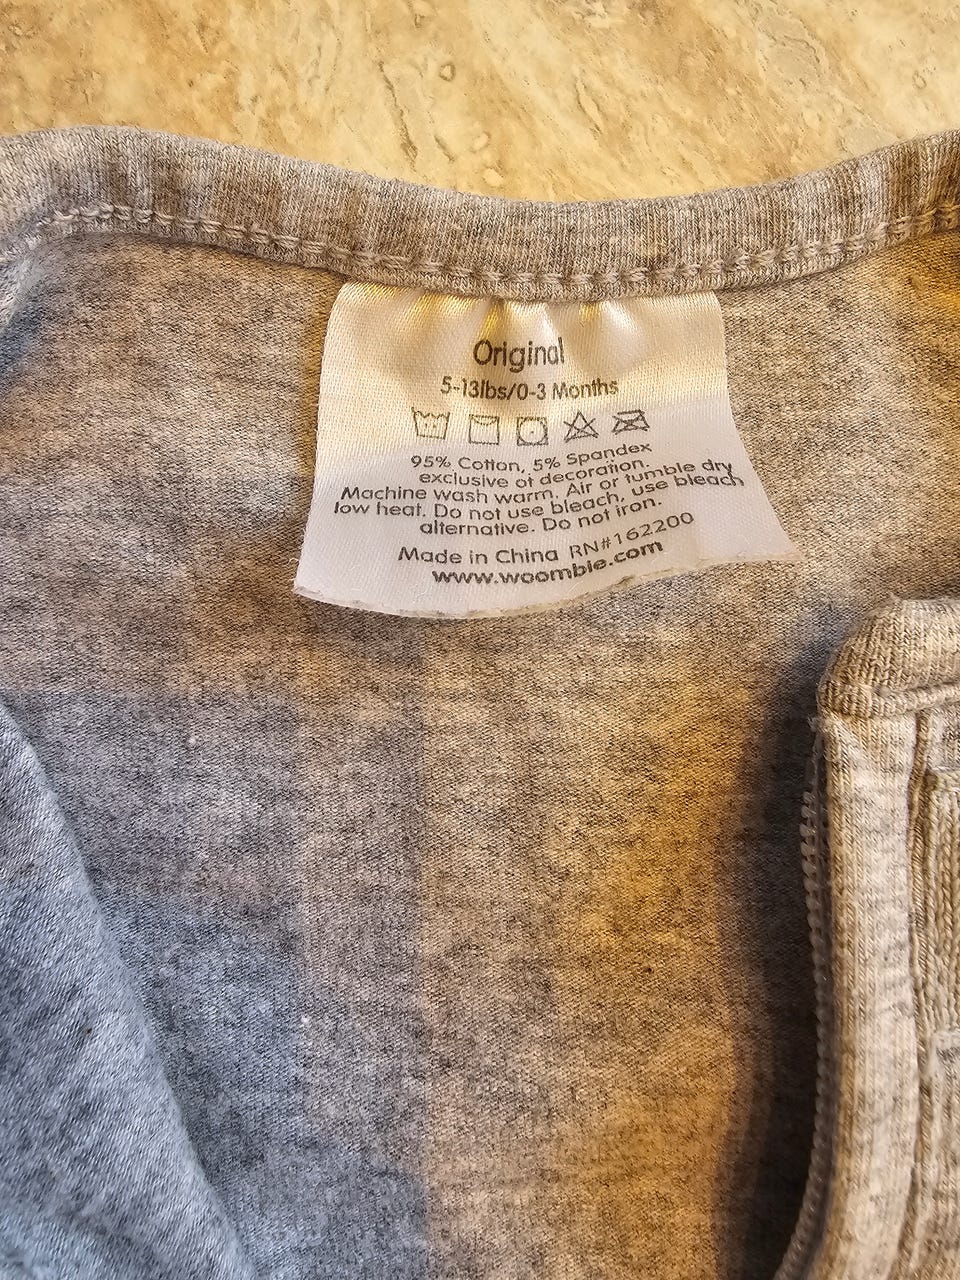 Original
5-13lbs/0-3 Months
95% Cotton, 5% Spandex
exclusive of decoration.
Machine wash warm. Air or tumble dry
low heat. Do not use bleach, use bleach
alternative. Do not iron.
Made in China RN#162200
www.woombie.com